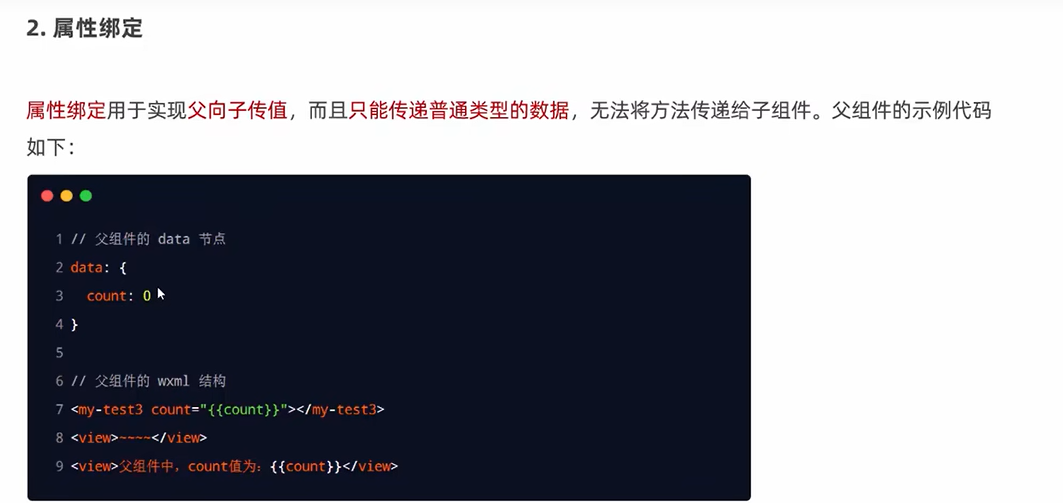 2. 属性绑定
属性绑定用于实现父向子传值，而且只能传递普通类型的数据，无法将方法传递给子组件。父组件的示例代码
如下：
1 // 父组件的 data 节点
2 data: {
3   count: 0
4 }
5
6 // 父组件的 wxml 结构
7 <my-test3 count="{{count}}"></my-test3>
8 <view>~~~~</view>
9 <view>父组件中，count值为：{{count}}</view>